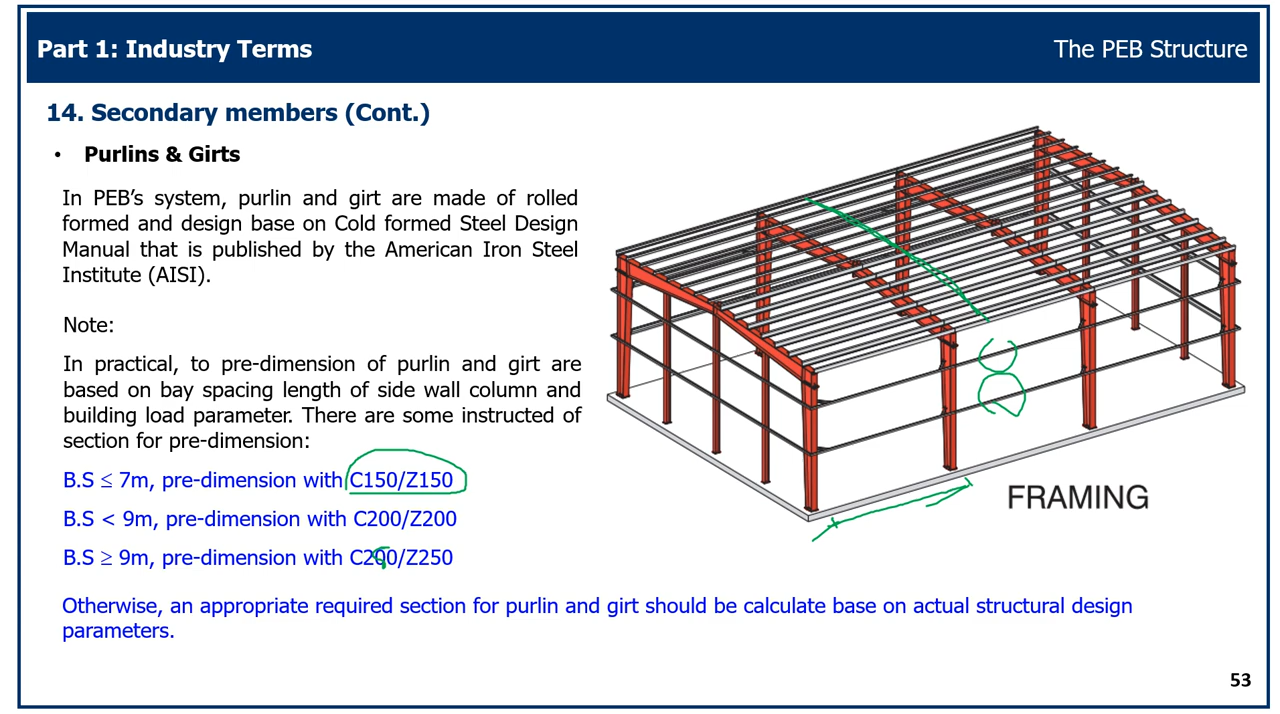 Part 1: Industry Terms
The PEB Structure
14. Secondary members (Cont.)
• Purlins & Girts
In PEB’s system, purlin and girt are made of rolled
formed and design base on Cold formed Steel Design
Manual that is published by the American Iron Steel
Institute (AISI).
Note:
In practical, to pre-dimension of purlin and girt are
based on bay spacing length of side wall column and
building load parameter. There are some instructed of
section for pre-dimension:
B.S ≤ 7m, pre-dimension with C150/Z150
B.S < 9m, pre-dimension with C200/Z200
B.S ≥ 9m, pre-dimension with C200/Z250
Otherwise, an appropriate required section for purlin and girt should be calculate base on actual structural design
parameters.
FRAMING
53